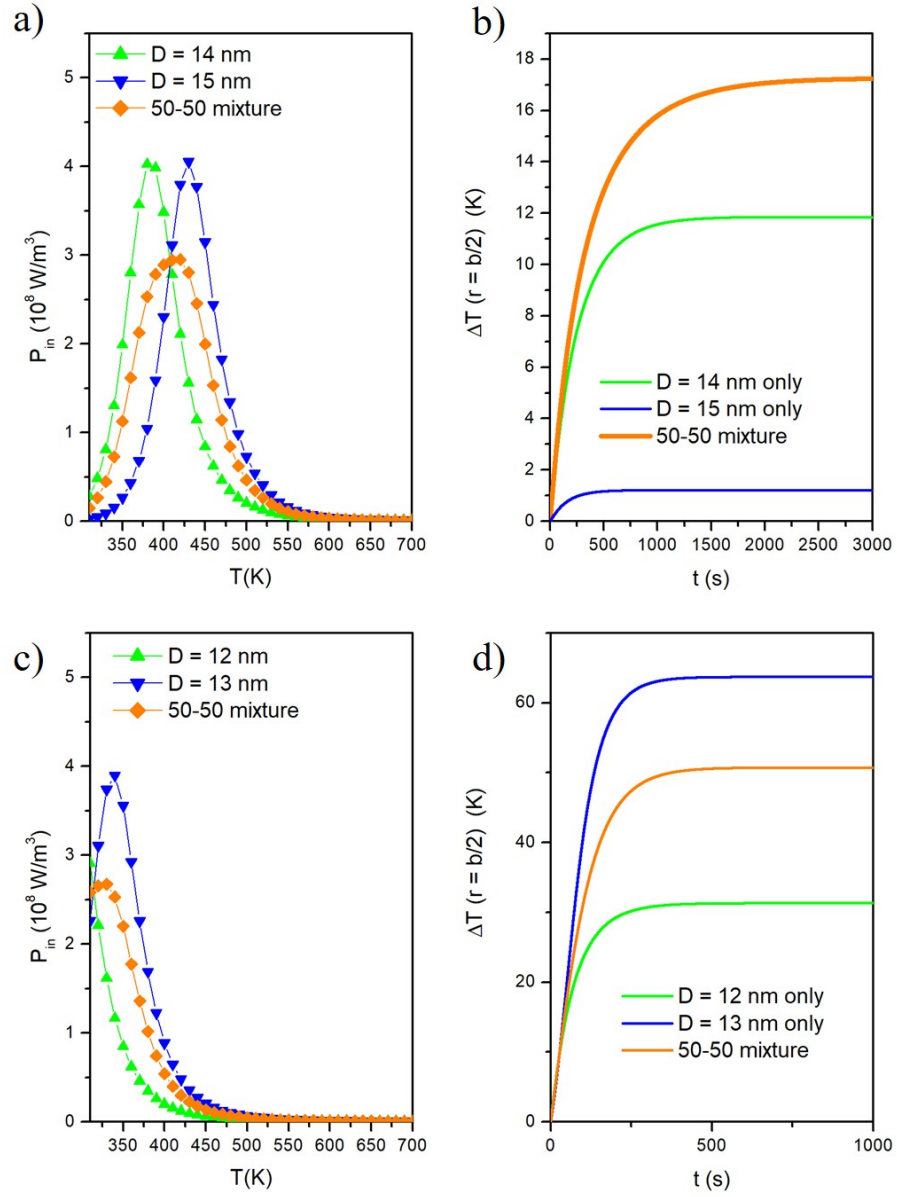 a)
D = 14 nm
D = 15 nm
50-50 mixture
P_in (10^8 W/m^3)
5
4
3
2
1
0
350 400 450 500 550 600 650 700
T(K)
b)
ΔT (r = b/2) (K)
18
16
14
12
10
8
6
4
2
0
D = 14 nm only
D = 15 nm only
50-50 mixture
0 500 1000 1500 2000 2500 3000
t (s)
c)
D = 12 nm
D = 13 nm
50-50 mixture
P_in (10^8 W/m^3)
5
4
3
2
1
0
350 400 450 500 550 600 650 700
T(K)
d)
ΔT (r = b/2) (K)
60
40
20
0
D = 12 nm only
D = 13 nm only
50-50 mixture
0 500 1000
t (s)